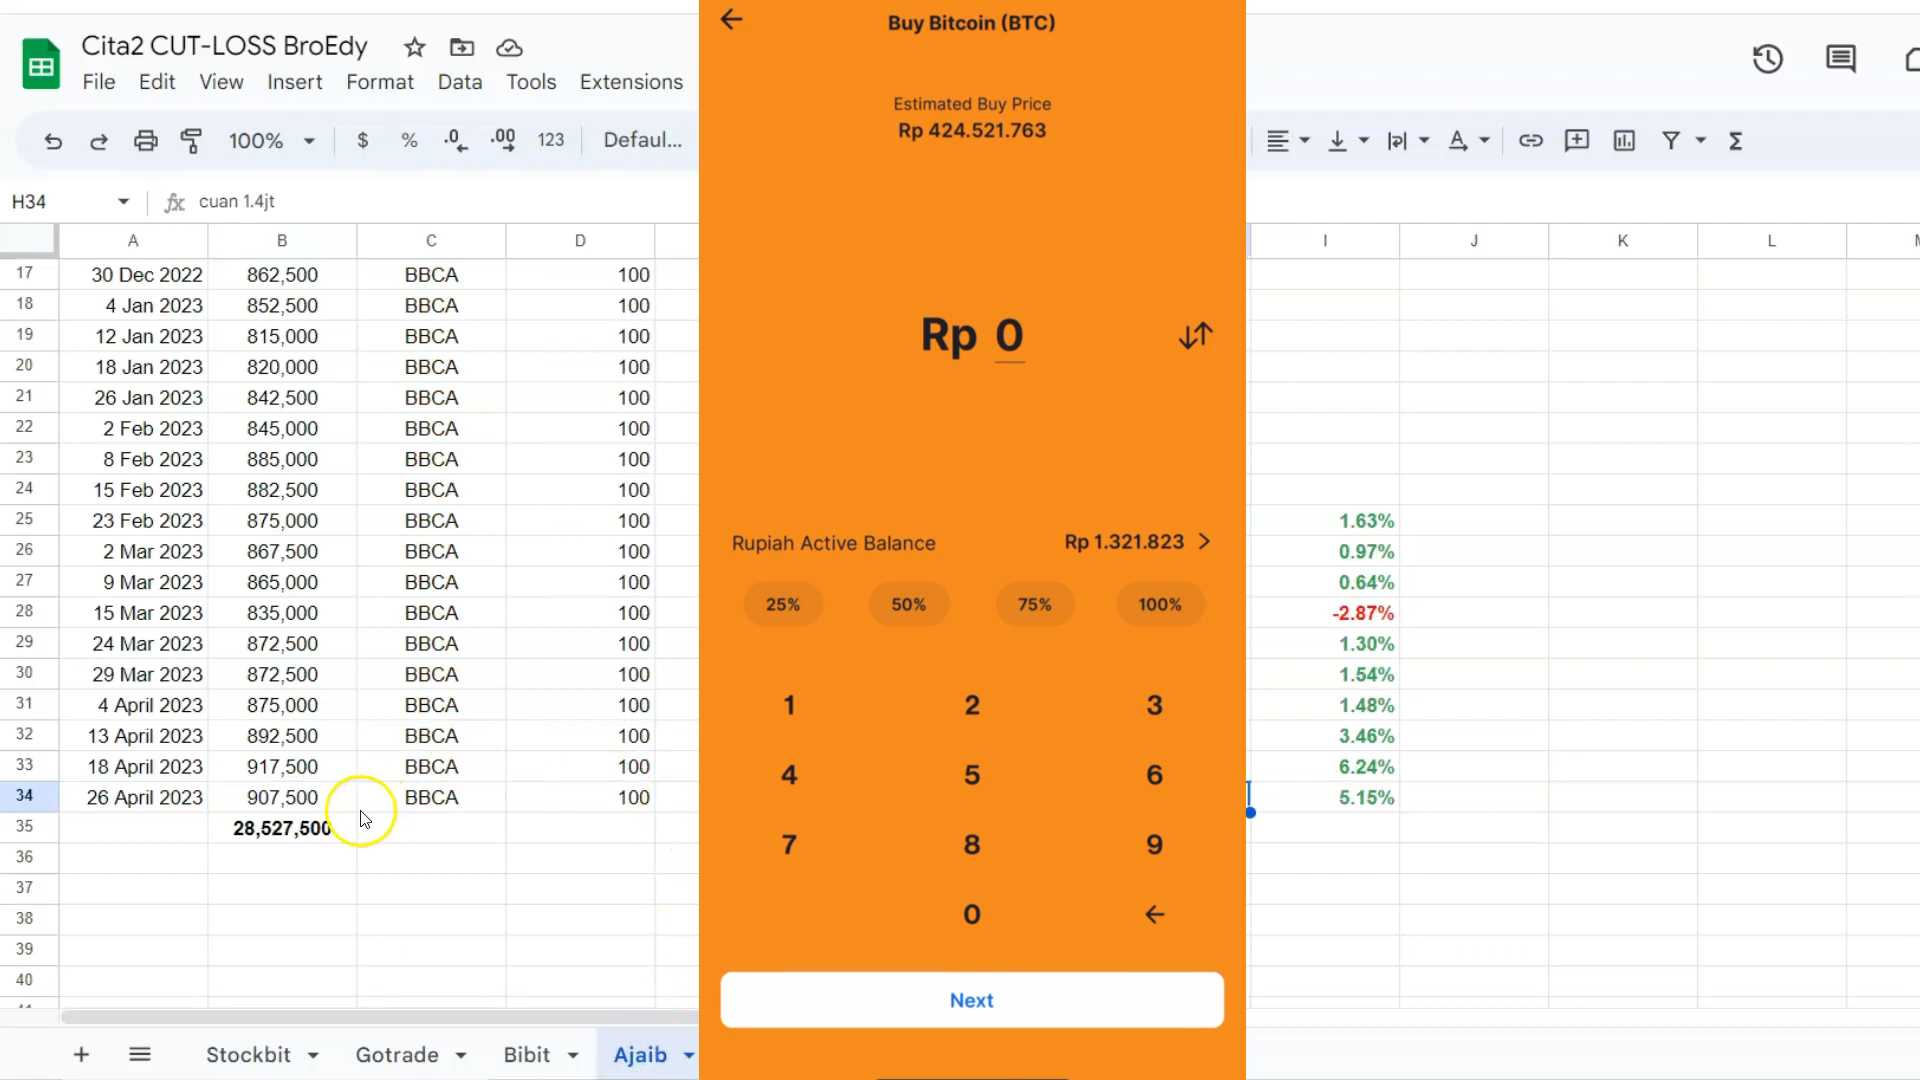 Cita2 CUT-LOSS BroEdy
File Edit View Insert Format Data Tools Extensions
100% $ % .0 .00 123 Defaul...
H34 fx cuan 1.4jt
A B C D I J K L
17 30 Dec 2022 862,500 BBCA 100
18 4 Jan 2023 852,500 BBCA 100
19 12 Jan 2023 815,000 BBCA 100
20 18 Jan 2023 820,000 BBCA 100
21 26 Jan 2023 842,500 BBCA 100
22 2 Feb 2023 845,000 BBCA 100
23 8 Feb 2023 885,000 BBCA 100
24 15 Feb 2023 882,500 BBCA 100
25 23 Feb 2023 875,000 BBCA 100 1.63%
26 2 Mar 2023 867,500 BBCA 100 0.97%
27 9 Mar 2023 865,000 BBCA 100 0.64%
28 15 Mar 2023 835,000 BBCA 100 -2.87%
29 24 Mar 2023 872,500 BBCA 100 1.30%
30 29 Mar 2023 872,500 BBCA 100 1.54%
31 4 April 2023 875,000 BBCA 100 1.48%
32 13 April 2023 892,500 BBCA 100 3.46%
33 18 April 2023 917,500 BBCA 100 6.24%
34 26 April 2023 907,500 BBCA 100 5.15%
35 28,527,500
36
37
38
39
40
Stockbit Gotrade Bibit Ajaib
Buy Bitcoin (BTC)
Estimated Buy Price
Rp 424.521.763
Rp 0
Rupiah Active Balance Rp 1.321.823
25% 50% 75% 100%
1 2 3
4 5 6
7 8 9
0
Next